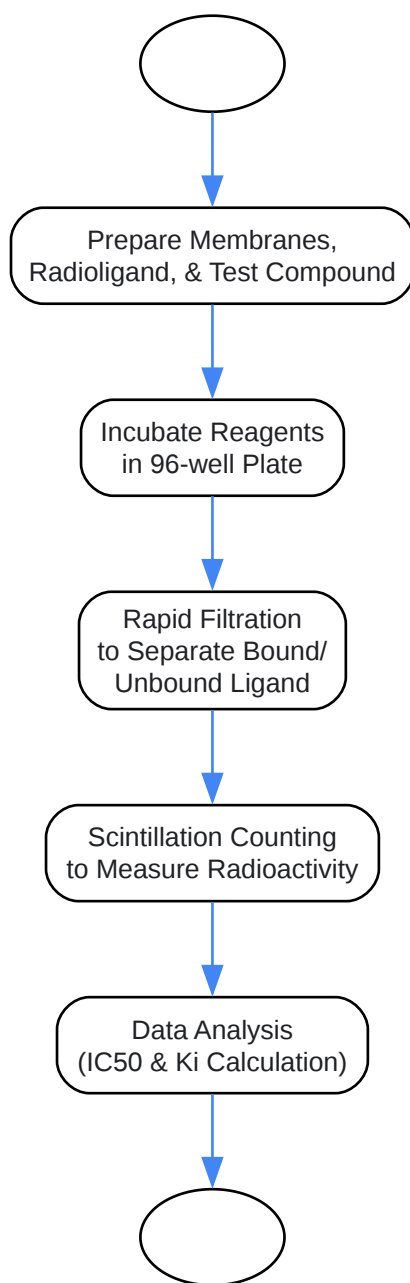 Prepare Membranes,
Radioligand, & Test Compound
Incubate Reagents
in 96-well Plate
Rapid Filtration
to Separate Bound/
Unbound Ligand
Scintillation Counting
to Measure Radioactivity
Data Analysis
(IC50 & Ki Calculation)